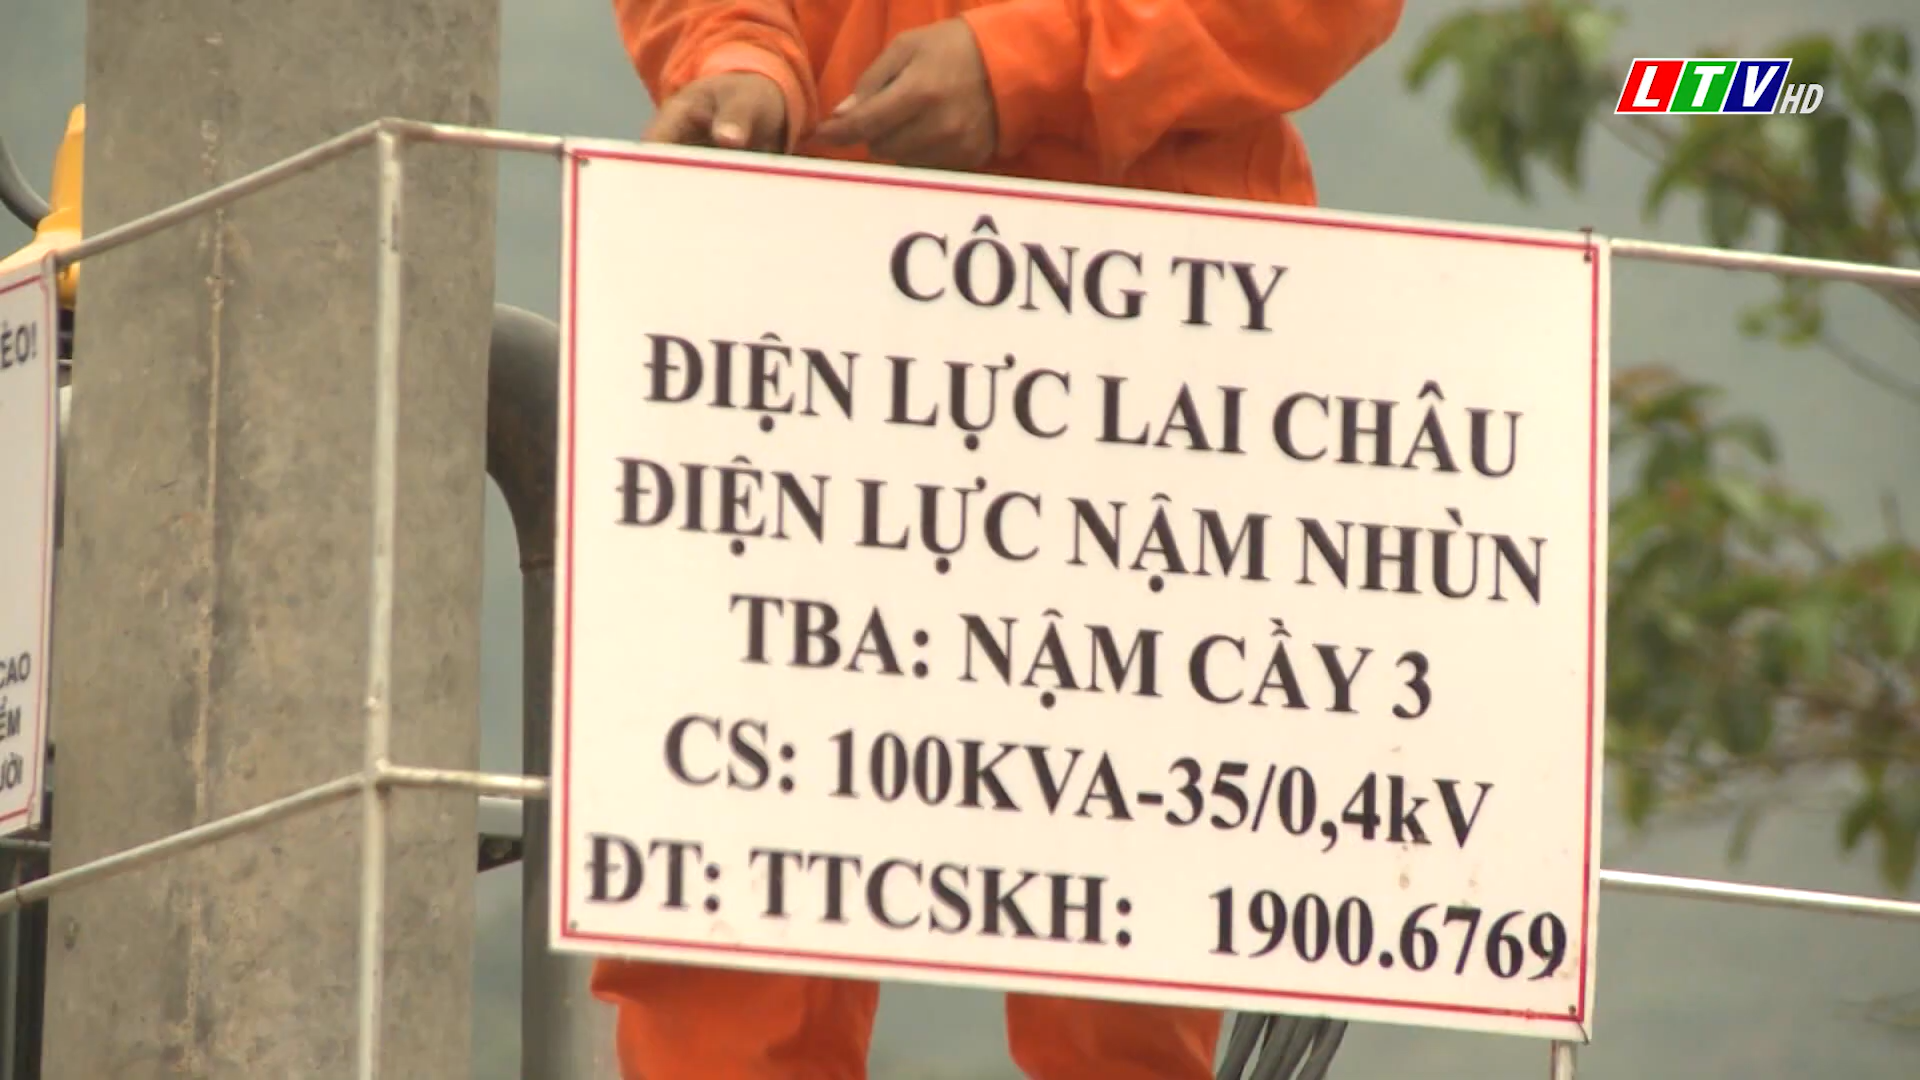 LTV HD
CÔNG TY
ĐIỆN LỰC LAI CHÂU
ĐIỆN LỰC NẬM NHÙN
TBA: NẬM CẦY 3
CS: 100KVA-35/0,4kV
ĐT: TTCSKH: 1900.6769
CAO